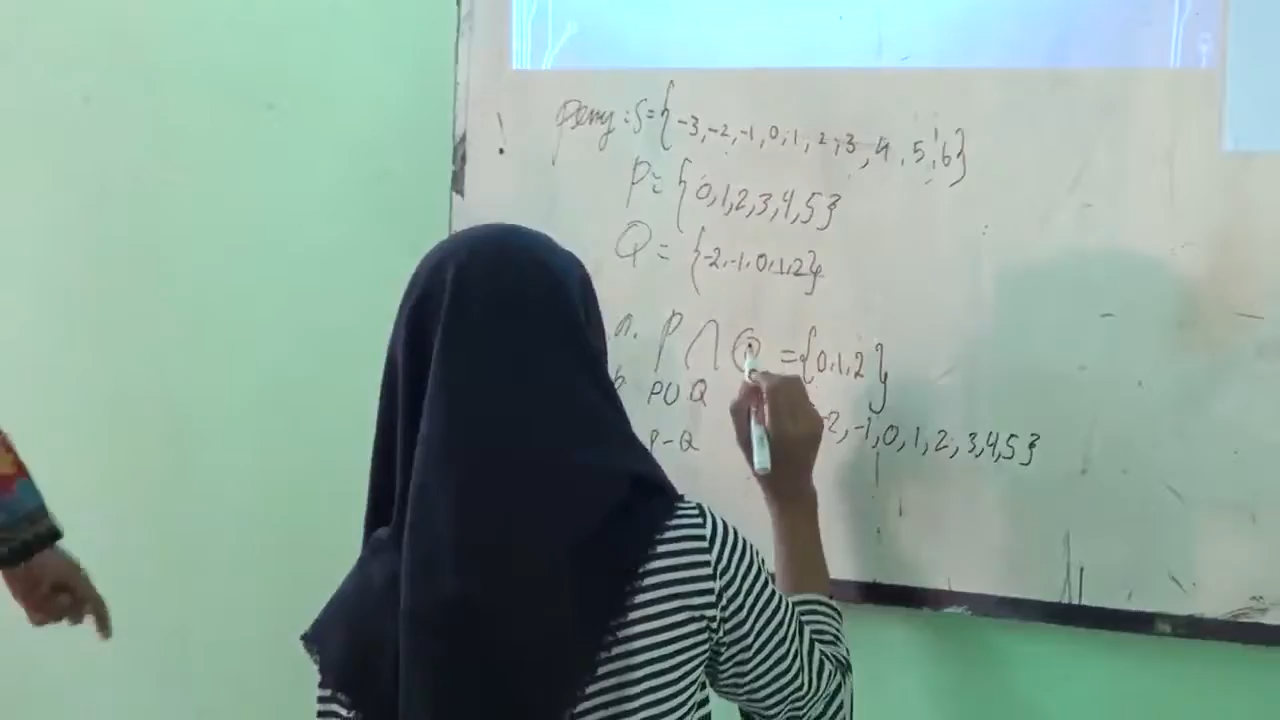 Peny : S = { -3, -2, -1, 0, 1, 2, 3, 4, 5, 6 }
P = { 0, 1, 2, 3, 4, 5 }
Q = { -2, -1, 0, 1, 2 }
a. P ∩ Q = { 0, 1, 2 }
b. P ∪ Q -2, -1, 0, 1, 2, 3, 4, 5 }
P - Q